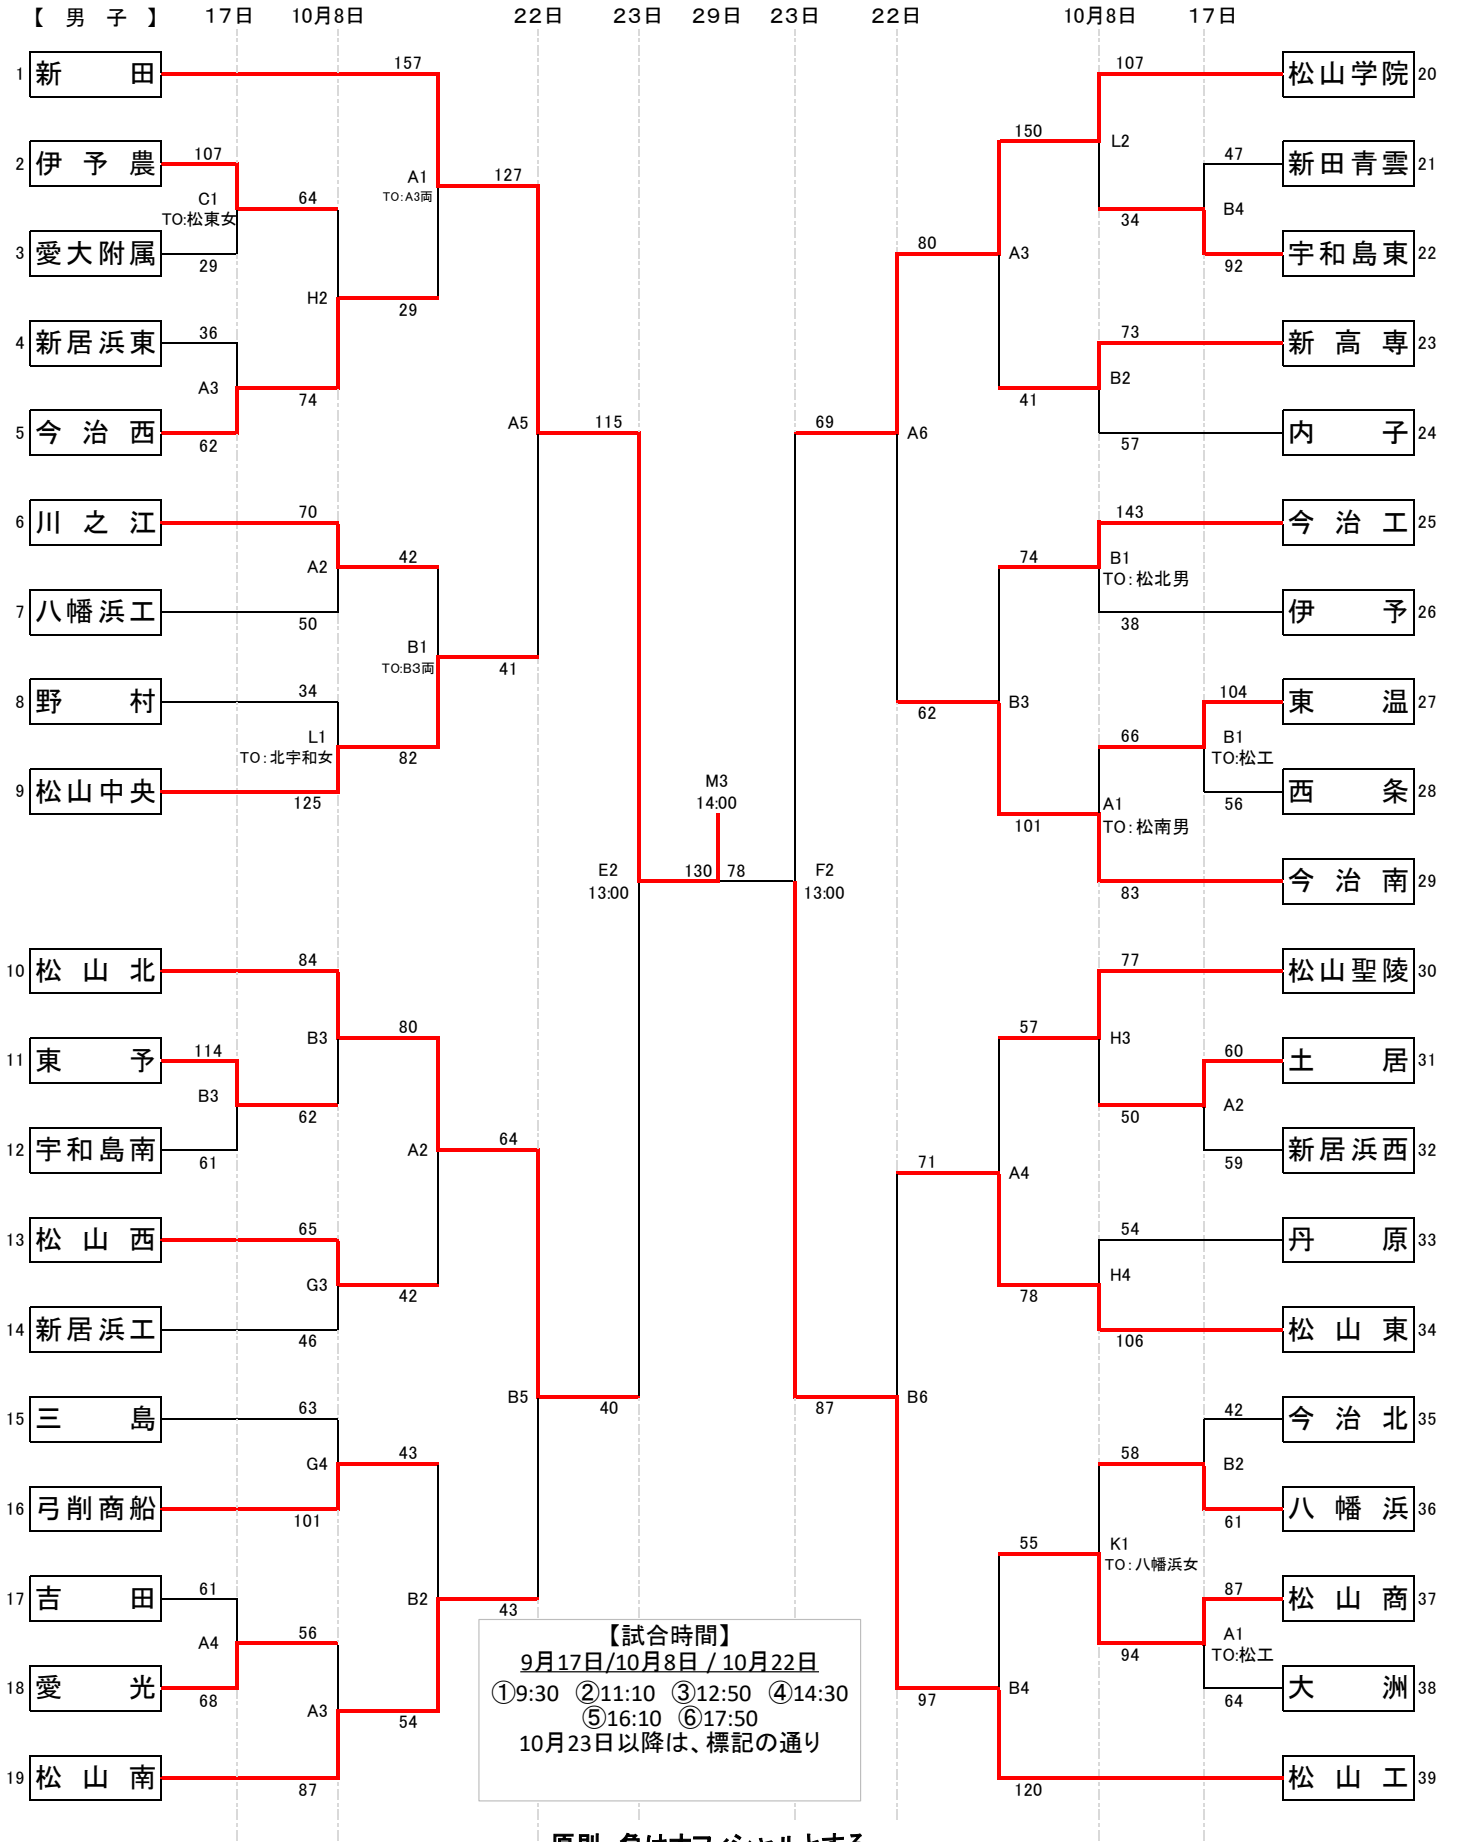 【　男　子　】 17日 10月8日 22日 23日 29日 23日 22日 10月8日 17日
1 新田 157 107 松山学院 20
150 L2
2 伊予農 107 47 新田青雲 21
A1 127
TO:A3両
C1 64 B4
TO:松東女 34
3 愛大附属 80 A3 宇和島東 22
29 92
H2 29
4 新居浜東 36 73 新高専 23
A3 74 41 B2
5 今治西 A5 115 69 A6 内子 24
62 57
6 川之江 70 143 今治工 25
A2 42 74 B1
TO:松北男
7 八幡浜工 50 38 伊予 26
B1 41
TO:B3両
8 野村 34 62 B3 104 東温 27
L1 82 66 B1
TO:北宇和女 TO:松工
9 松山中央 125 M3 56 西条 28
14:00 101 A1
TO:松南男
E2 130 78 F2
13:00 13:00
83 今治南 29
10 松山北 84 77 松山聖陵 30
B3 80 57 H3
11 東予 114 60 土居 31
B3 62 50 A2
12 宇和島南 61 A2 64 59 新居浜西 32
71 A4
13 松山西 65 54 丹原 33
G3 42 78 H4
14 新居浜工 46 106 松山東 34
B5 40 87 B6
15 三島 63 42 今治北 35
G4 43 58 B2
16 弓削商船 101 61 八幡浜 36
55 K1
TO:八幡浜女
17 吉田 61 B2 43 87 松山商 37
A4 56 94 A1
TO:松工
18 愛光 68 97 B4 64 大洲 38
A3 54
19 松山南 87 120 松山工 39
【試合時間】
9月17日/10月8日 / 10月22日
①9:30 ②11:10 ③12:50 ④14:30
⑤16:10 ⑥17:50
10月23日以降は、標記の通り